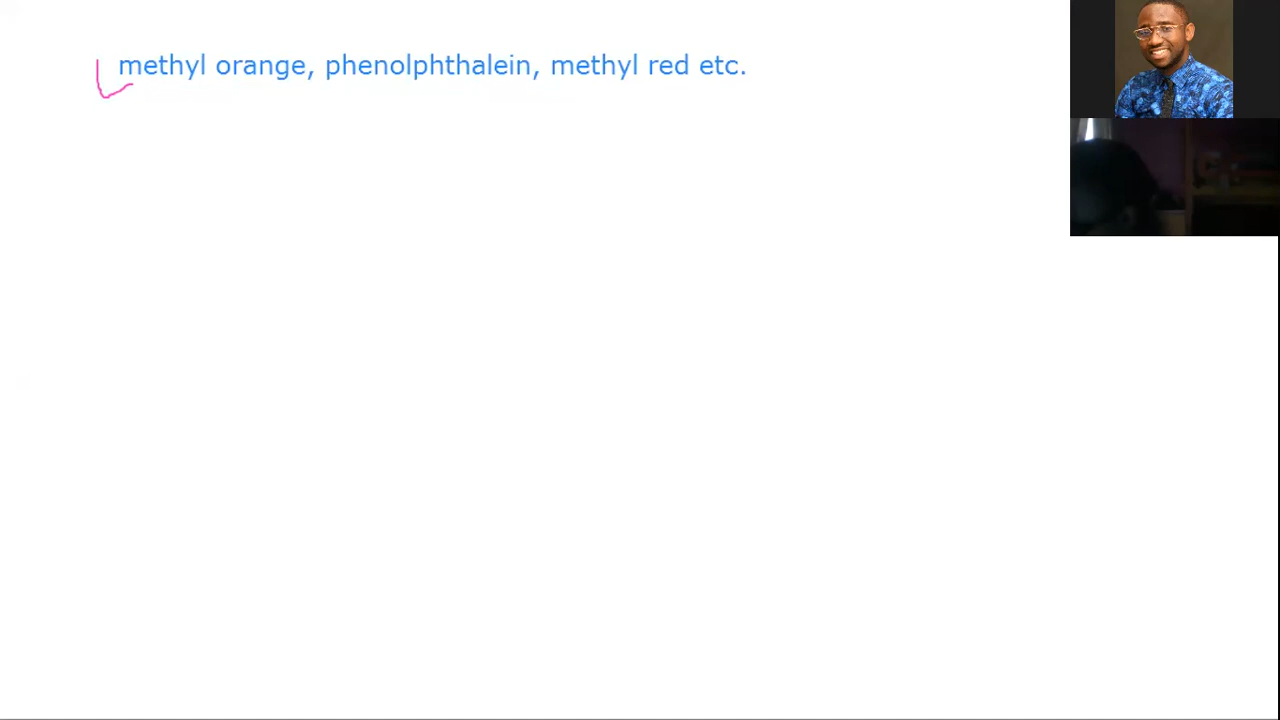 methyl orange, phenolphthalein, methyl red etc.